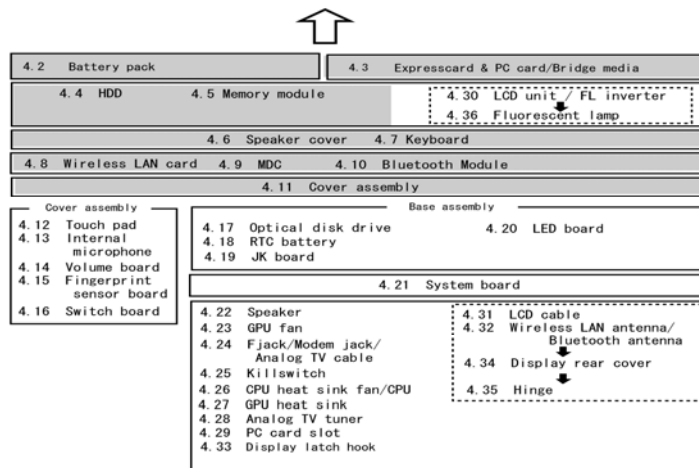 4.2 Battery pack
4.3 Expresscard & PC card/Bridge media
4.4 HDD 4.5 Memory module
4.30 LCD unit / FL inverter
4.36 Fluorescent lamp
4.6 Speaker cover 4.7 Keyboard
4.8 Wireless LAN card 4.9 MDC 4.10 Bluetooth Module
4.11 Cover assembly
Cover assembly
4.12 Touch pad
4.13 Internal
microphone
4.14 Volume board
4.15 Fingerprint
sensor board
4.16 Switch board
Base assembly
4.17 Optical disk drive 4.20 LED board
4.18 RTC battery
4.19 JK board
4.21 System board
4.22 Speaker
4.23 GPU fan
4.24 Fjack/Modem jack/
Analog TV cable
4.25 Killswitch
4.26 CPU heat sink fan/CPU
4.27 GPU heat sink
4.28 Analog TV tuner
4.29 PC card slot
4.33 Display latch hook
4.31 LCD cable
4.32 Wireless LAN antenna/
Bluetooth antenna
4.34 Display rear cover
4.35 Hinge